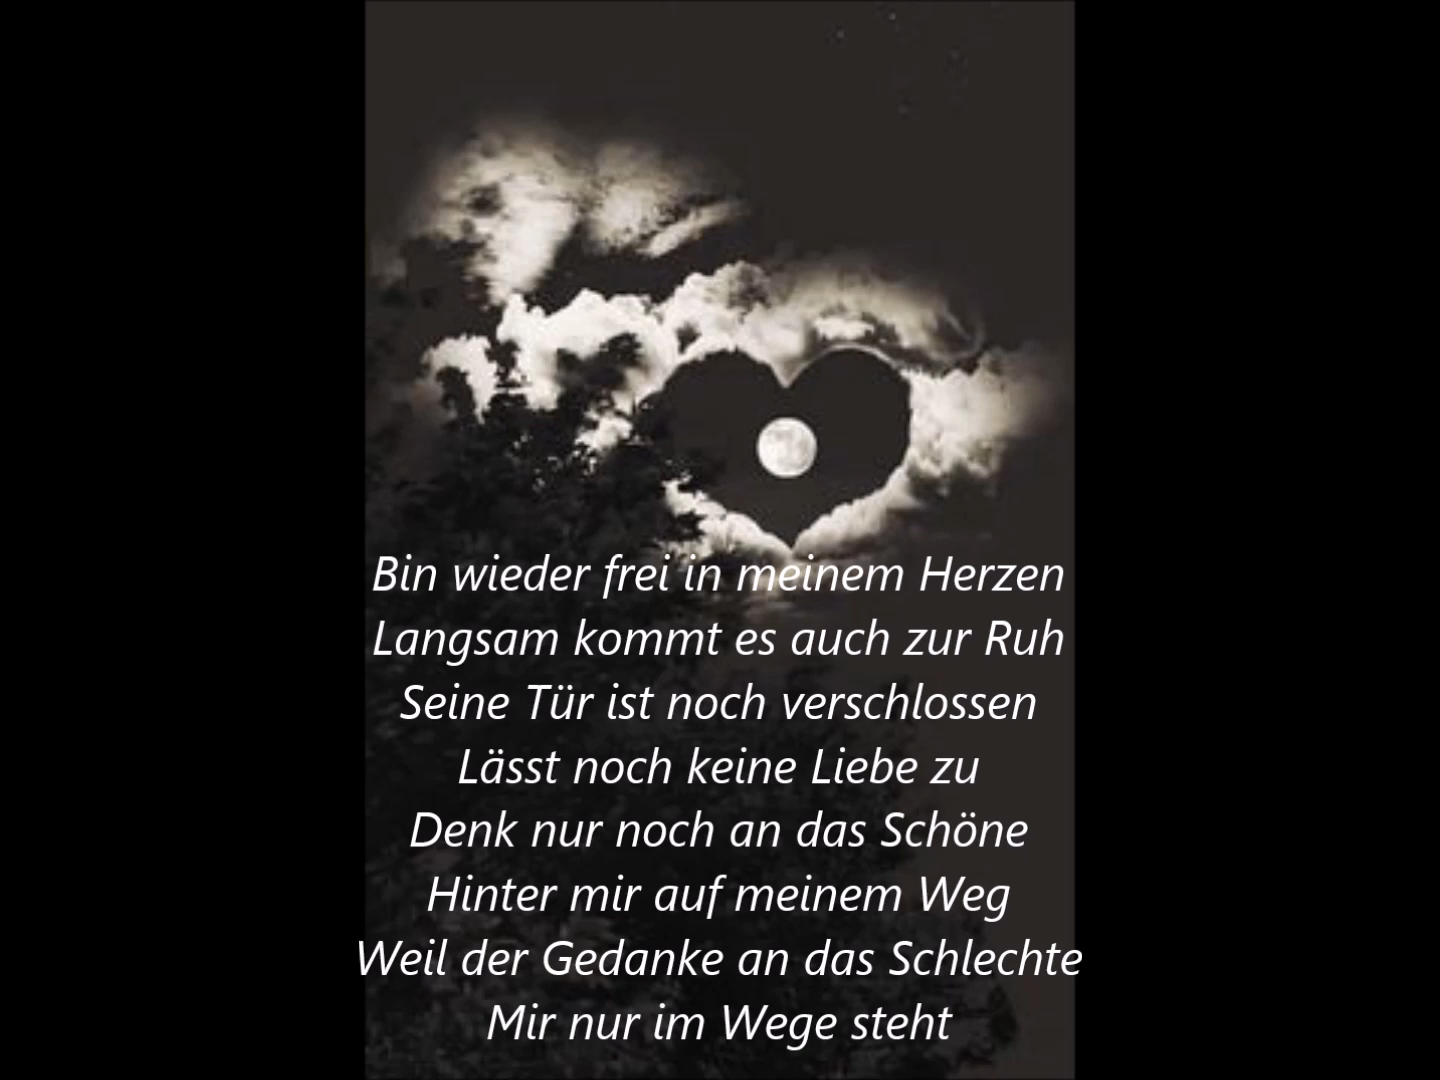 Bin wieder frei in meinem Herzen
Langsam kommt es auch zur Ruh
Seine Tür ist noch verschlossen
Lässt noch keine Liebe zu
Denk nur noch an das Schöne
Hinter mir auf meinem Weg
Weil der Gedanke an das Schlechte
Mir nur im Wege steht